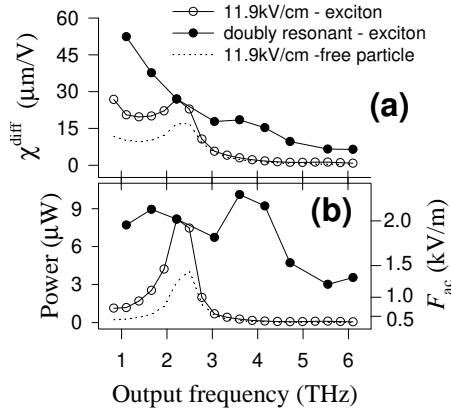 11.9kV/cm - exciton
doubly resonant - exciton
11.9kV/cm -free particle
60
45
30
15
0
χ^diff (μm/V)
(a)
9
6
3
0
Power (μW)
(b)
2.0
1.5
1.0
0.5
F_ac (kV/m)
1 2 3 4 5 6
Output frequency (THz)